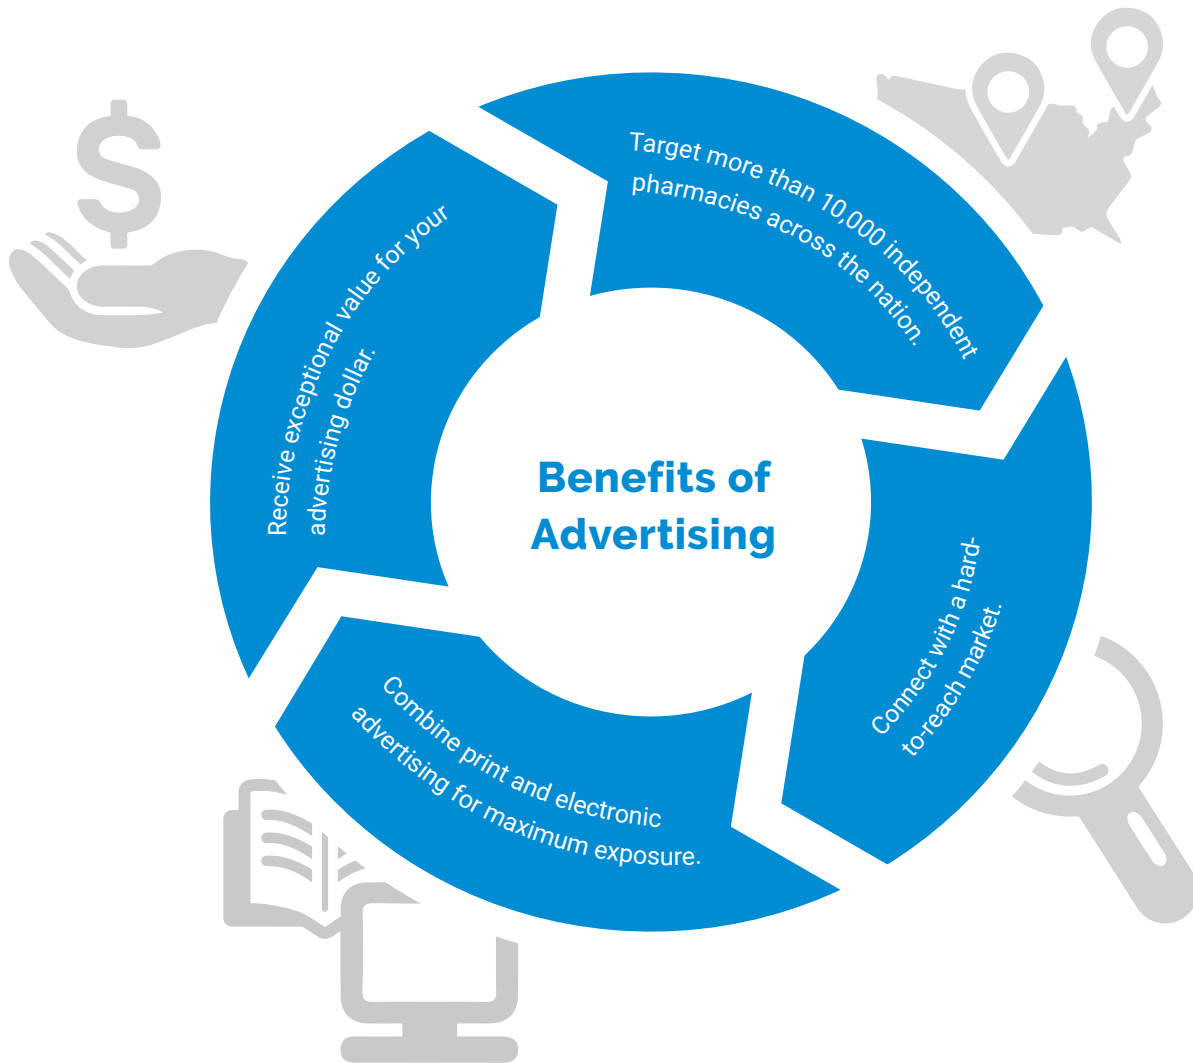 Target more than 10,000 independent
pharmacies across the nation.
Connect with a hard-
to-reach market.
Combine print and electronic
advertising for maximum exposure.
Receive exceptional value for your
advertising dollar.
Benefits of
Advertising
$